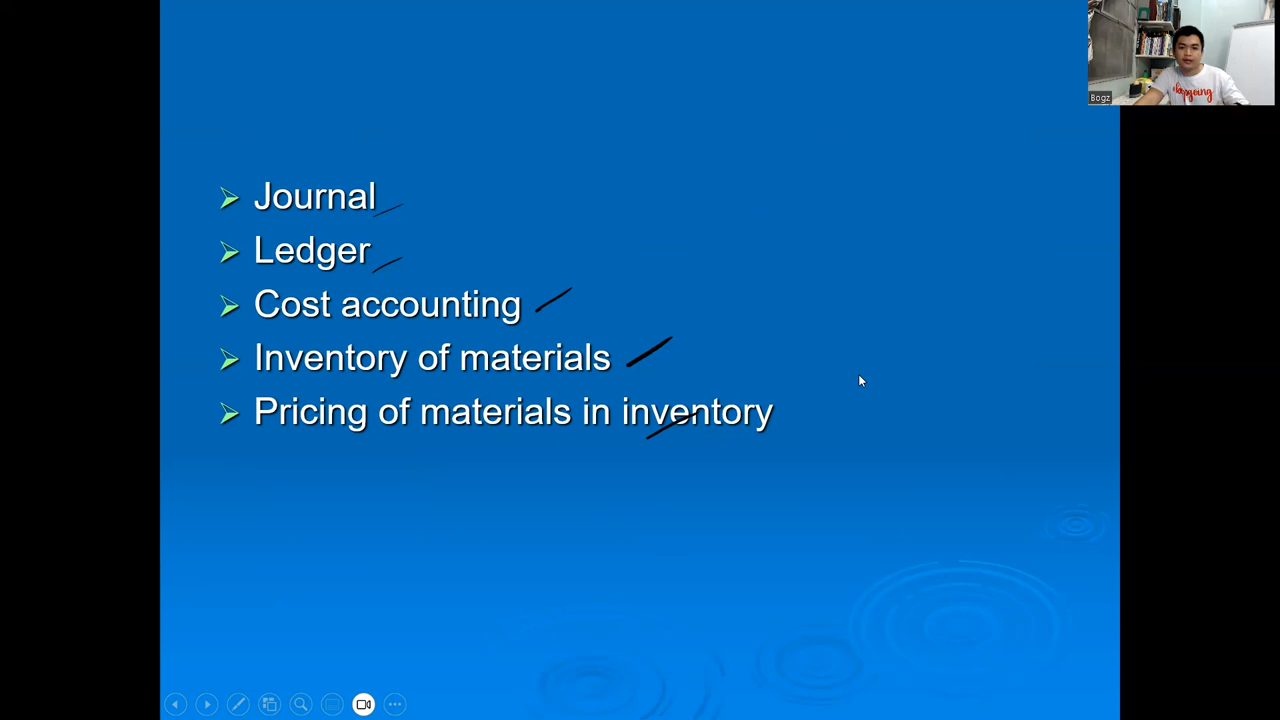 Journal
Ledger
Cost accounting
Inventory of materials
Pricing of materials in inventory
Bogz